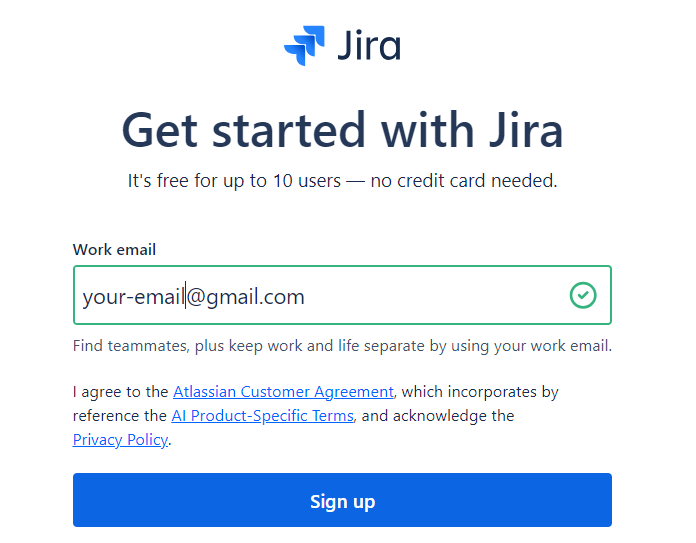 Jira
Get started with Jira
It's free for up to 10 users — no credit card needed.
Work email
your-email@gmail.com
Find teammates, plus keep work and life separate by using your work email.
I agree to the Atlassian Customer Agreement, which incorporates by
reference the AI Product-Specific Terms, and acknowledge the
Privacy Policy.
Sign up